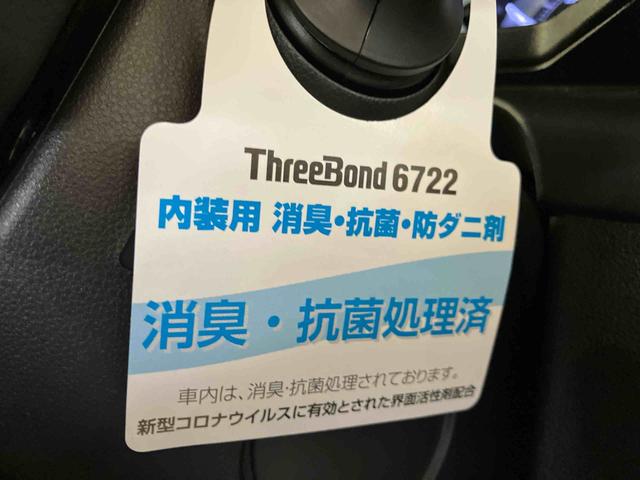 ThreeBond 6722
内装用 消臭・抗菌・防ダニ剤
消臭・抗菌処理済
車内は、消臭・抗菌処理されております。
新型コロナウイルスに有効とされた界面活性剤配合